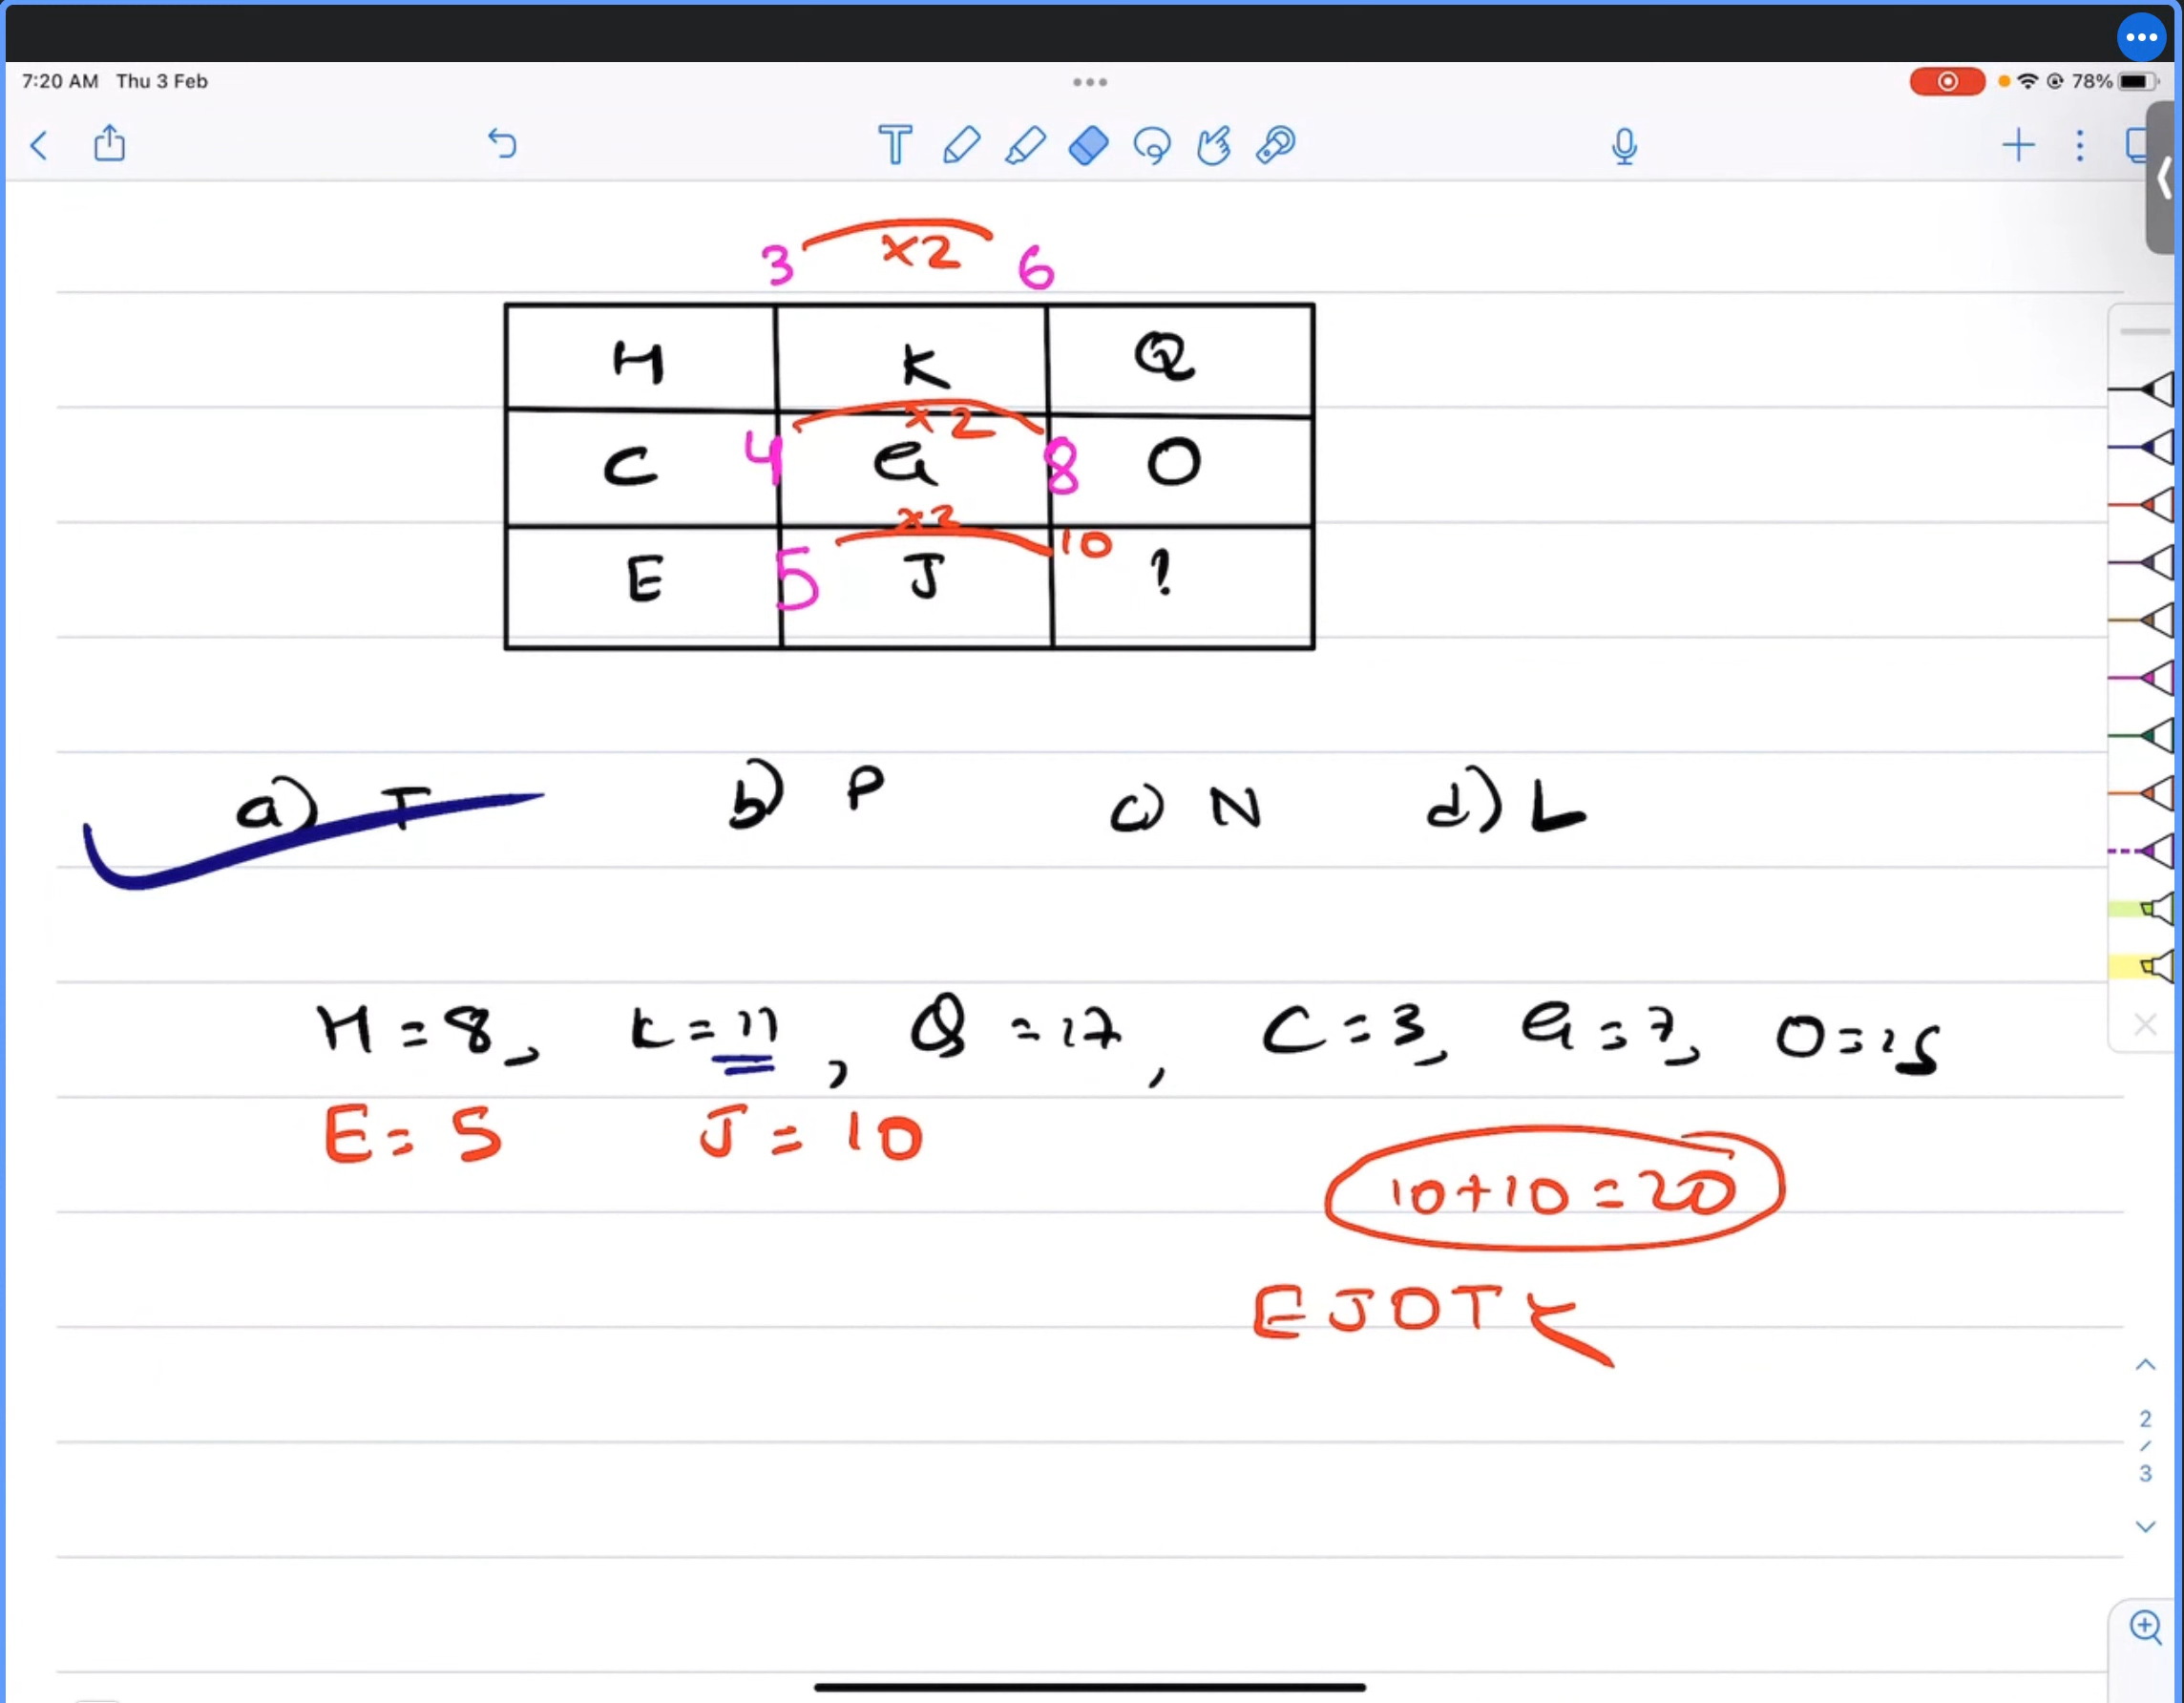 7:20 AM Thu 3 Feb 78%
T
3 ×2 6
H K Q
×2
4 8
C G O
×2
10
E 5 J ?
a) T b) P c) N d) L
H = 8, K = 11, Q = 17, C = 3, G = 7, O = 15
E = 5 J = 10
10+10=20
EJOTY
2
/
3